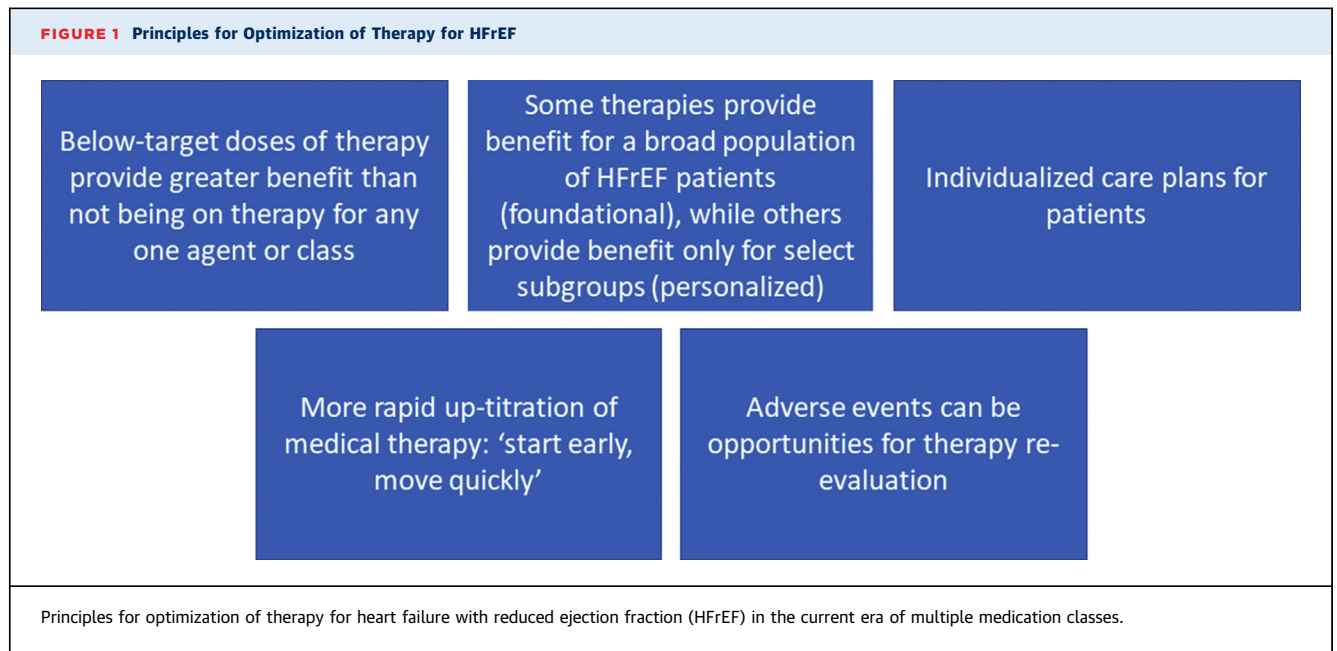 FIGURE 1 Principles for Optimization of Therapy for HFrEF
Below-target doses of therapy
provide greater benefit than
not being on therapy for any
one agent or class
Some therapies provide
benefit for a broad population
of HFrEF patients
(foundational), while others
provide benefit only for select
subgroups (personalized)
Individualized care plans for
patients
More rapid up-titration of
medical therapy: ‘start early,
move quickly’
Adverse events can be
opportunities for therapy re-
evaluation
Principles for optimization of therapy for heart failure with reduced ejection fraction (HFrEF) in the current era of multiple medication classes.